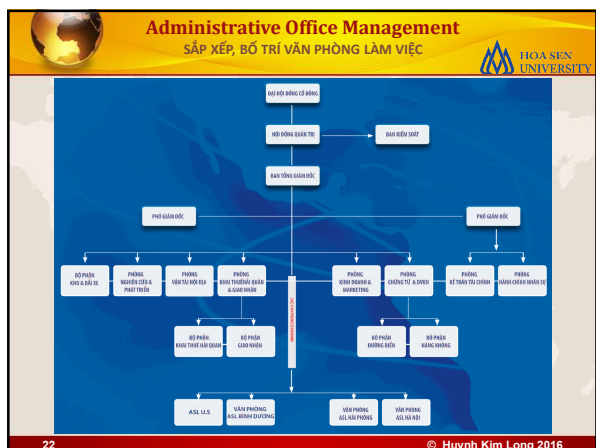 Administrative Office Management
SẮP XẾP, BỐ TRÍ VĂN PHÒNG LÀM VIỆC
HOA SEN
UNIVERSITY
ĐẠI HỘI ĐỒNG CỔ ĐÔNG
HỘI ĐỒNG QUẢN TRỊ
BAN KIỂM SOÁT
BAN TỔNG GIÁM ĐỐC
PHÓ GIÁM ĐỐC
PHÓ GIÁM ĐỐC
BỘ PHẬN
KHO & BÃI XE
PHÒNG
NGHIÊN CỨU &
PHÁT TRIỂN
PHÒNG
VẬN TẢI NỘI ĐỊA
PHÒNG
KHAI THUÊ HẢI QUÂN
& GIAO NHẬN
PHÒNG
KINH DOANH &
MARKETING
PHÒNG
CHỨNG TỪ & DVKH
PHÒNG
KẾ TOÁN TÀI CHÍNH
PHÒNG
HÀNH CHÍNH NHÂN SỰ
BỘ PHẬN
KHAI THUÊ HẢI QUAN
BỘ PHẬN
GIAO NHẬN
BỘ PHẬN
ĐƯỜNG BIỂN
BỘ PHẬN
HÀNG KHÔNG
ASL U.S
VĂN PHÒNG
ASL BÌNH DƯƠNG
VĂN PHÒNG
ASL HẢI PHÒNG
VĂN PHÒNG
ASL HÀ NỘI
22
© Huynh Kim Long 2016